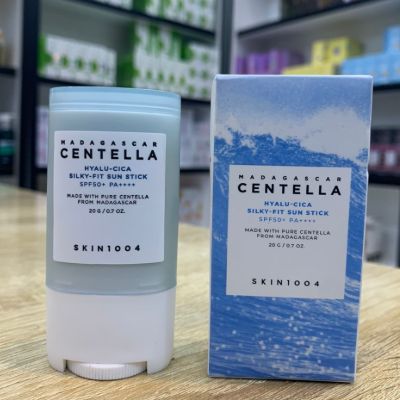 MADAGASCAR
CENTELLA
HYALU-CICA
SILKY-FIT SUN STICK
SPF50+ PA++++
MADE WITH PURE CENTELLA
FROM MADAGASCAR
20 G / 0.7 OZ.
SKIN1004
MADAGASCAR
CENTELLA
HYALU-CICA
SILKY-FIT SUN STICK
SPF50+ PA++++
MADE WITH PURE CENTELLA
FROM MADAGASCAR
20 G / 0.7 OZ.
SKIN1004